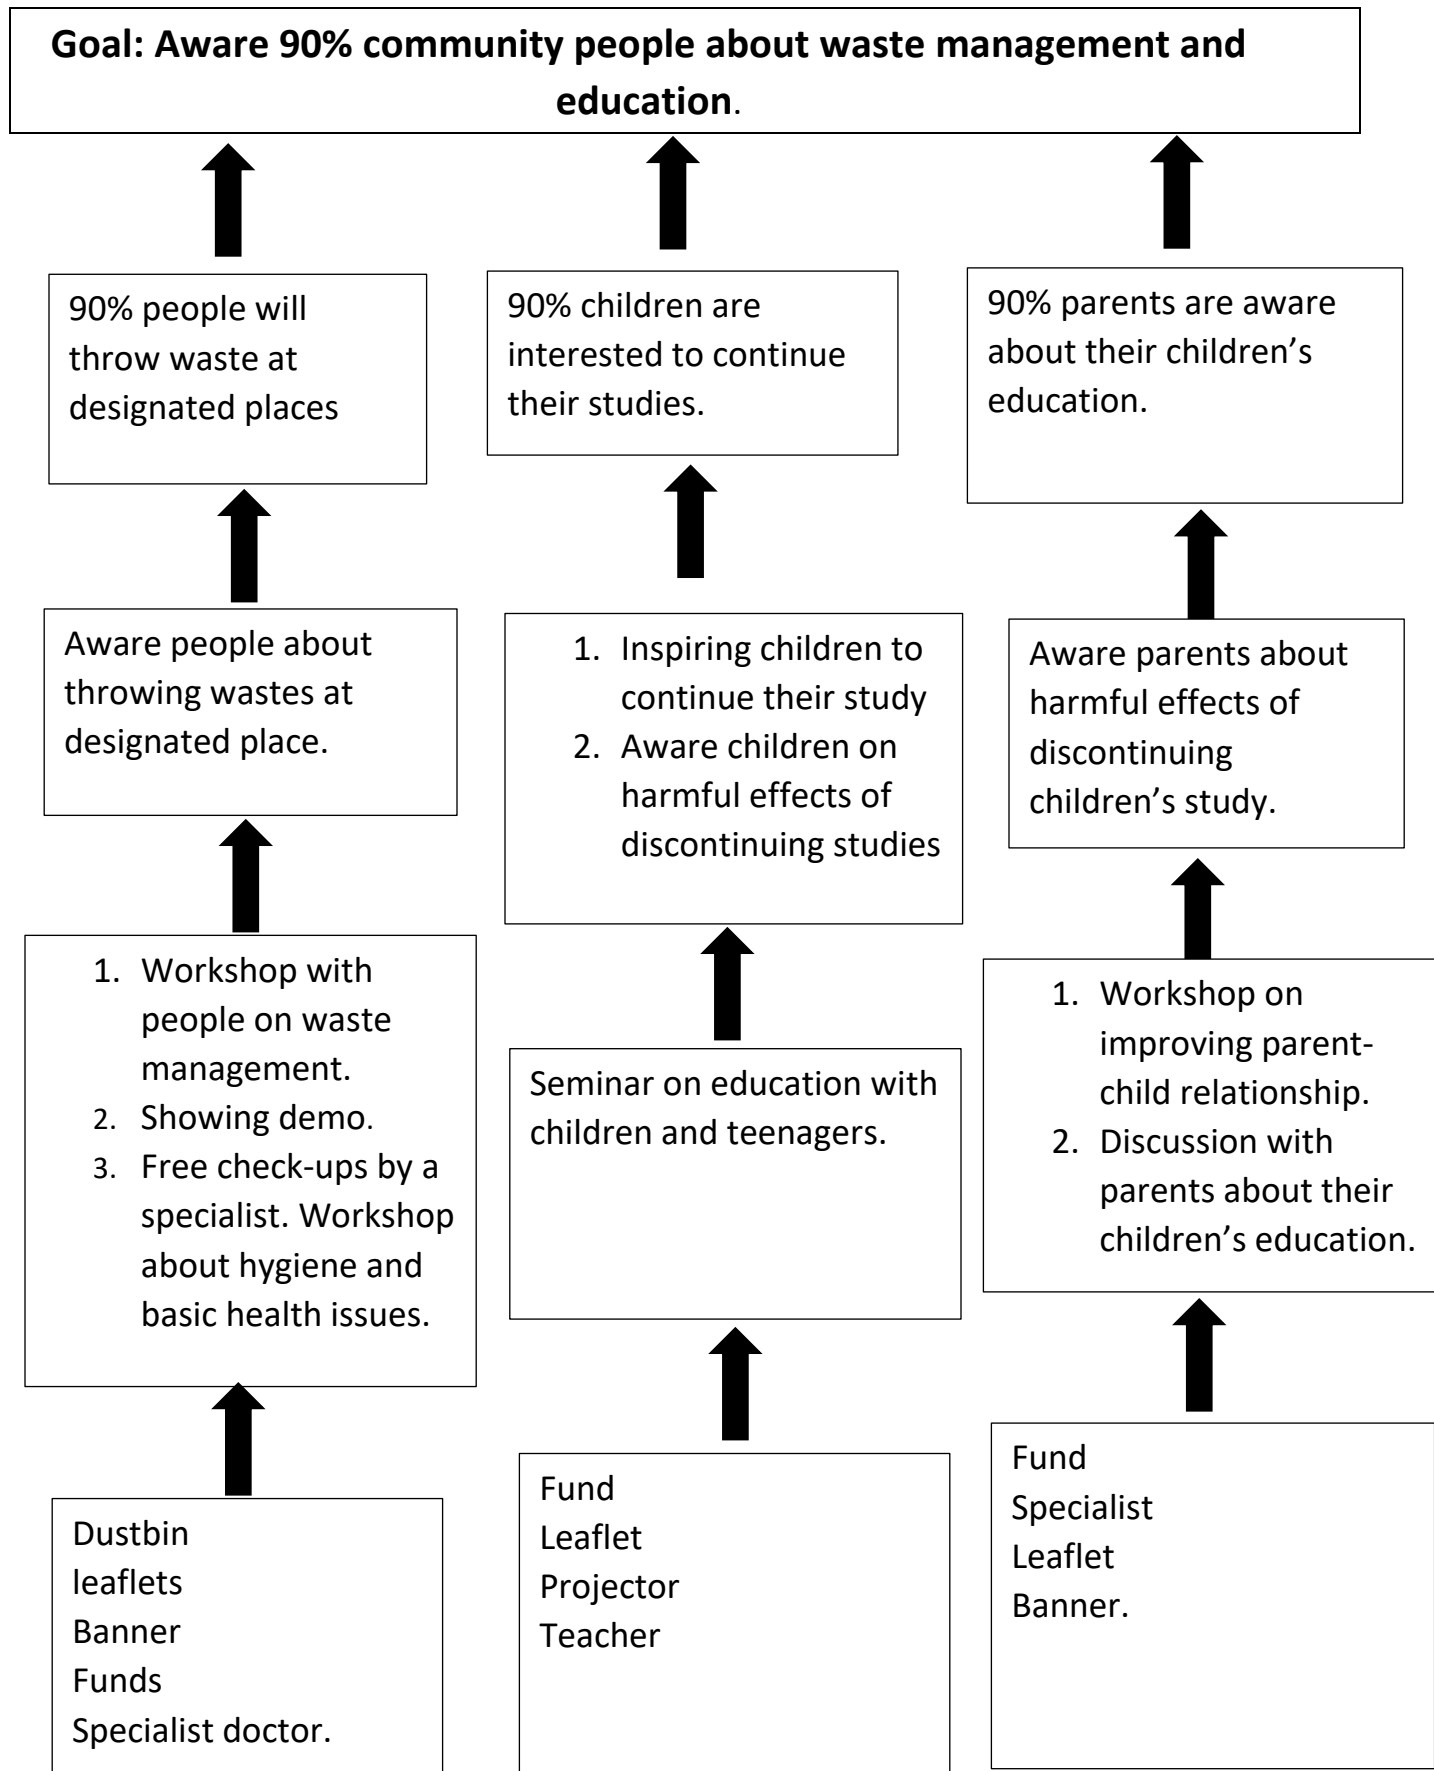 Goal: Aware 90% community people about waste management and
education.
90% people will
throw waste at
designated places
90% children are
interested to continue
their studies.
90% parents are aware
about their children’s
education.
Aware people about
throwing wastes at
designated place.
1. Inspiring children to
continue their study
2. Aware children on
harmful effects of
discontinuing studies
Aware parents about
harmful effects of
discontinuing
children’s study.
1. Workshop with
people on waste
management.
2. Showing demo.
3. Free check-ups by a
specialist. Workshop
about hygiene and
basic health issues.
Seminar on education with
children and teenagers.
1. Workshop on
improving parent-
child relationship.
2. Discussion with
parents about their
children’s education.
Dustbin
leaflets
Banner
Funds
Specialist doctor.
Fund
Leaflet
Projector
Teacher
Fund
Specialist
Leaflet
Banner.